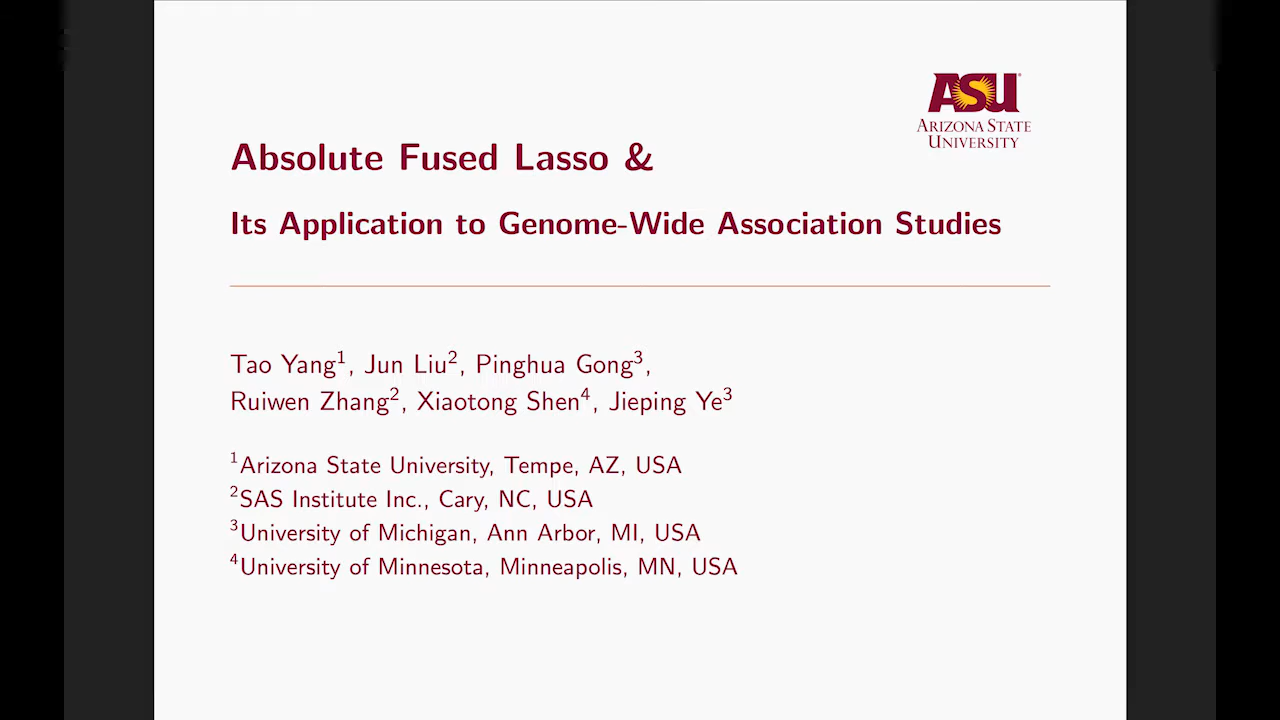 ASU
ARIZONA STATE
UNIVERSITY
Absolute Fused Lasso &
Its Application to Genome-Wide Association Studies
Tao Yang1, Jun Liu2, Pinghua Gong3,
Ruiwen Zhang2, Xiaotong Shen4, Jieping Ye3
1Arizona State University, Tempe, AZ, USA
2SAS Institute Inc., Cary, NC, USA
3University of Michigan, Ann Arbor, MI, USA
4University of Minnesota, Minneapolis, MN, USA